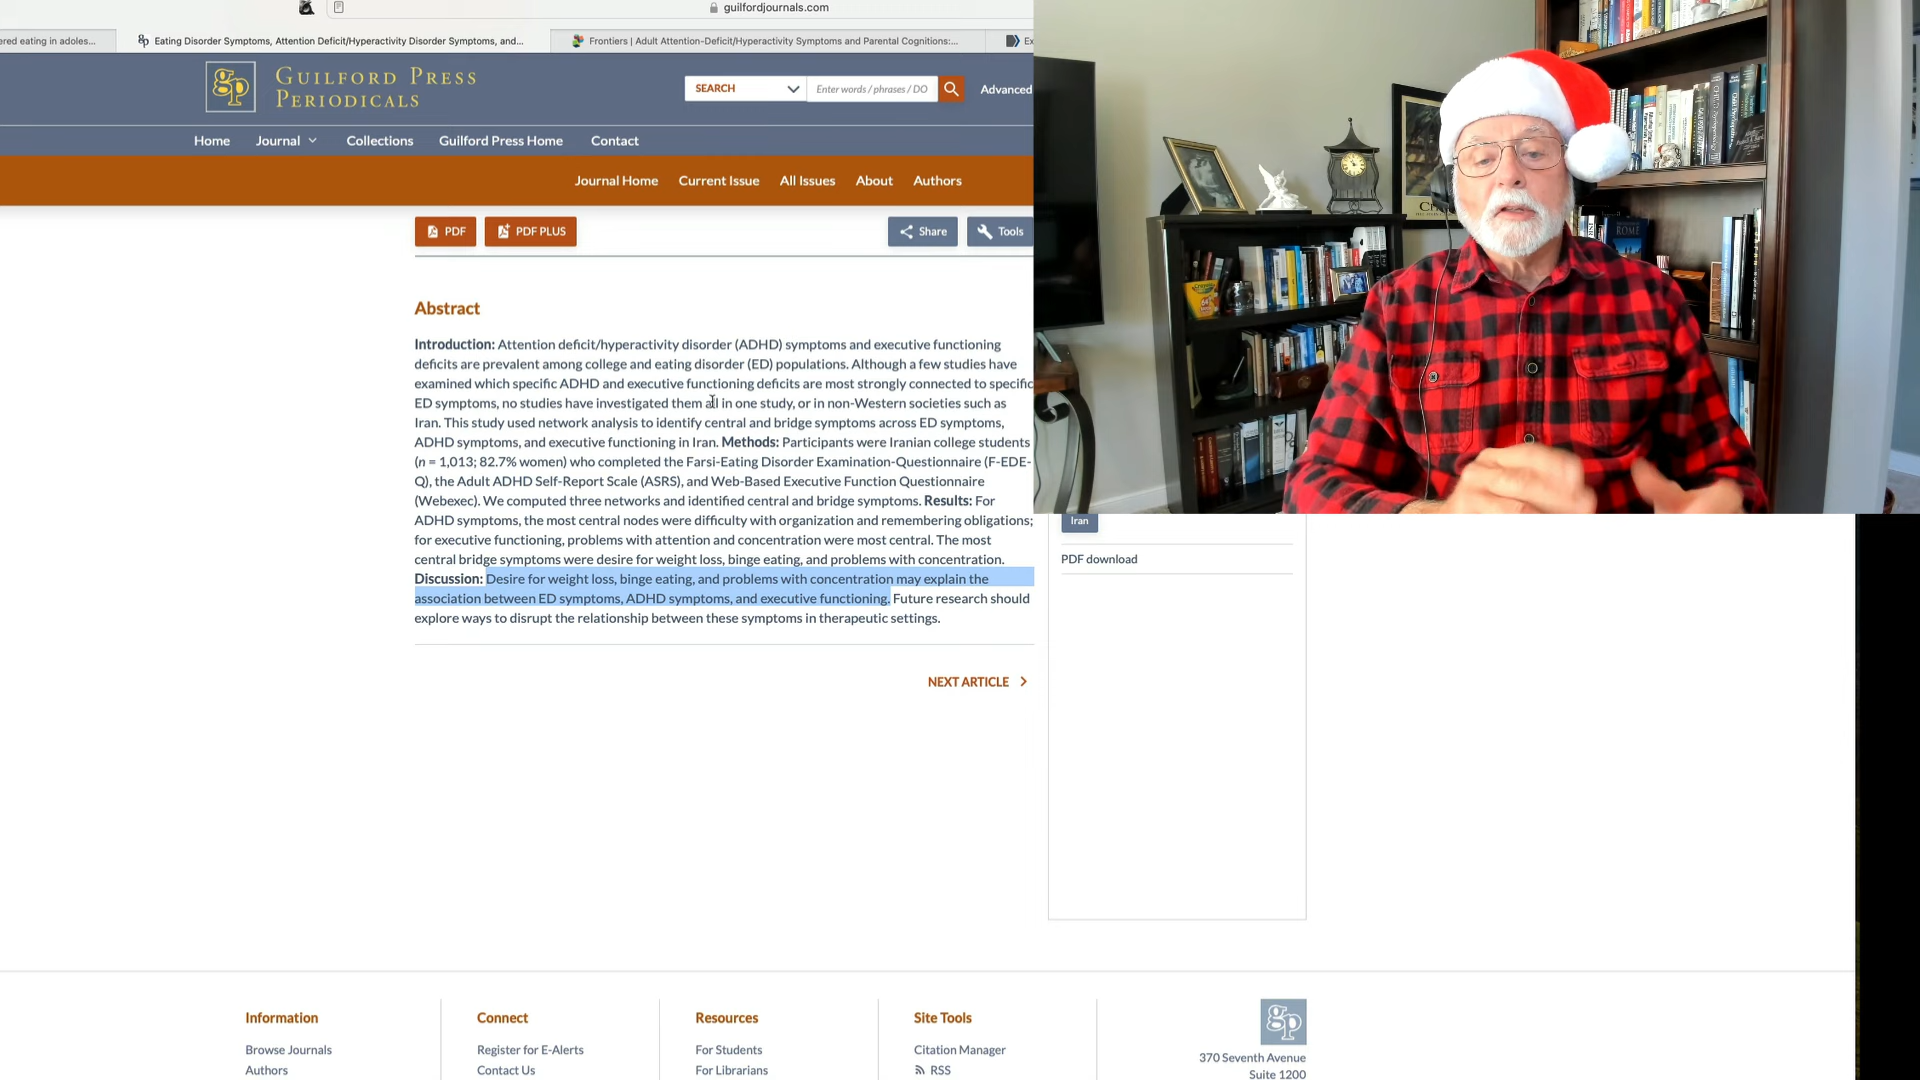 guilfordjournals.com
ered eating in adoles...
Eating Disorder Symptoms, Attention Deficit/Hyperactivity Disorder Symptoms, and...
Frontiers | Adult Attention-Deficit/Hyperactivity Symptoms and Parental Cognitions:...
Ex
gp
GUILFORD PRESS
PERIODICALS
SEARCH
Enter words / phrases / DO
Advanced
Home
Journal
Collections
Guilford Press Home
Contact
Journal Home
Current Issue
All Issues
About
Authors
PDF
PDF PLUS
Share
Tools
Abstract
Introduction: Attention deficit/hyperactivity disorder (ADHD) symptoms and executive functioning
deficits are prevalent among college and eating disorder (ED) populations. Although a few studies have
examined which specific ADHD and executive functioning deficits are most strongly connected to specific
ED symptoms, no studies have investigated them all in one study, or in non-Western societies such as
Iran. This study used network analysis to identify central and bridge symptoms across ED symptoms,
ADHD symptoms, and executive functioning in Iran. Methods: Participants were Iranian college students
(n = 1,013; 82.7% women) who completed the Farsi-Eating Disorder Examination-Questionnaire (F-EDE-
Q), the Adult ADHD Self-Report Scale (ASRS), and Web-Based Executive Function Questionnaire
(Webexec). We computed three networks and identified central and bridge symptoms. Results: For
ADHD symptoms, the most central nodes were difficulty with organization and remembering obligations;
for executive functioning, problems with attention and concentration were most central. The most
central bridge symptoms were desire for weight loss, binge eating, and problems with concentration.
Discussion: Desire for weight loss, binge eating, and problems with concentration may explain the
association between ED symptoms, ADHD symptoms, and executive functioning. Future research should
explore ways to disrupt the relationship between these symptoms in therapeutic settings.
NEXT ARTICLE
Iran
PDF download
ROME
Information
Browse Journals
Authors
Connect
Register for E-Alerts
Contact Us
Resources
For Students
For Librarians
Site Tools
Citation Manager
RSS
gp
370 Seventh Avenue
Suite 1200